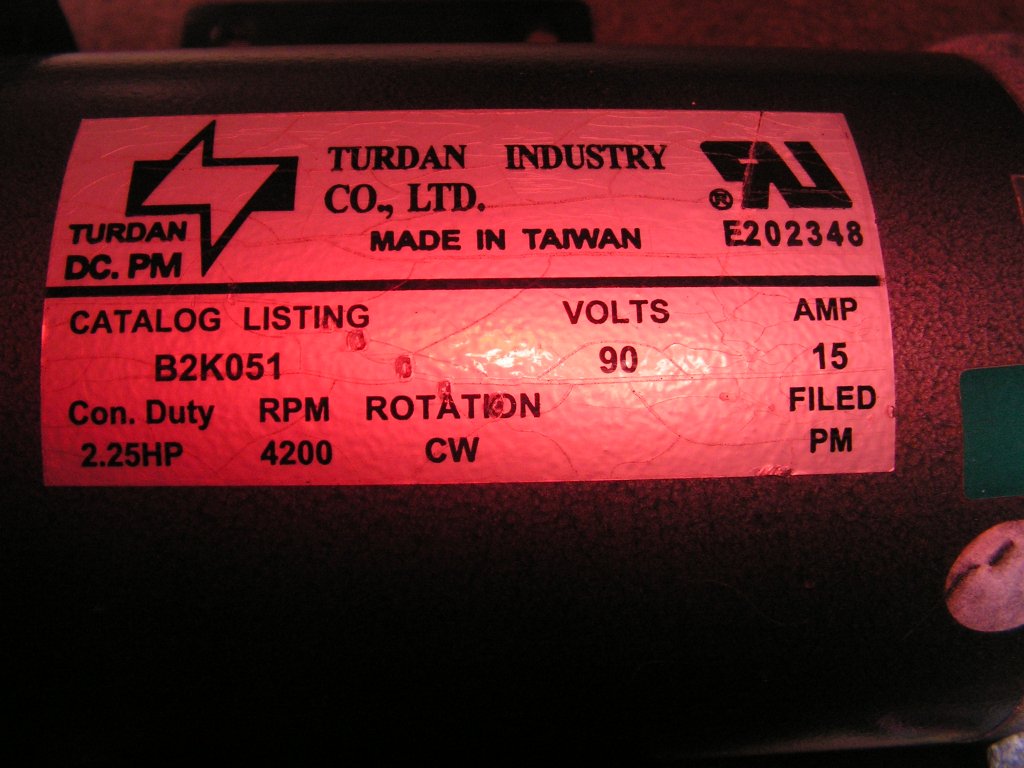 TURDAN INDUSTRY
CO., LTD.
MADE IN TAIWAN
TURDAN
DC. PM
® RU
E202348
CATALOG LISTING VOLTS AMP
B2K051 90 15
Con. Duty RPM ROTATION FILED
2.25HP 4200 CW PM